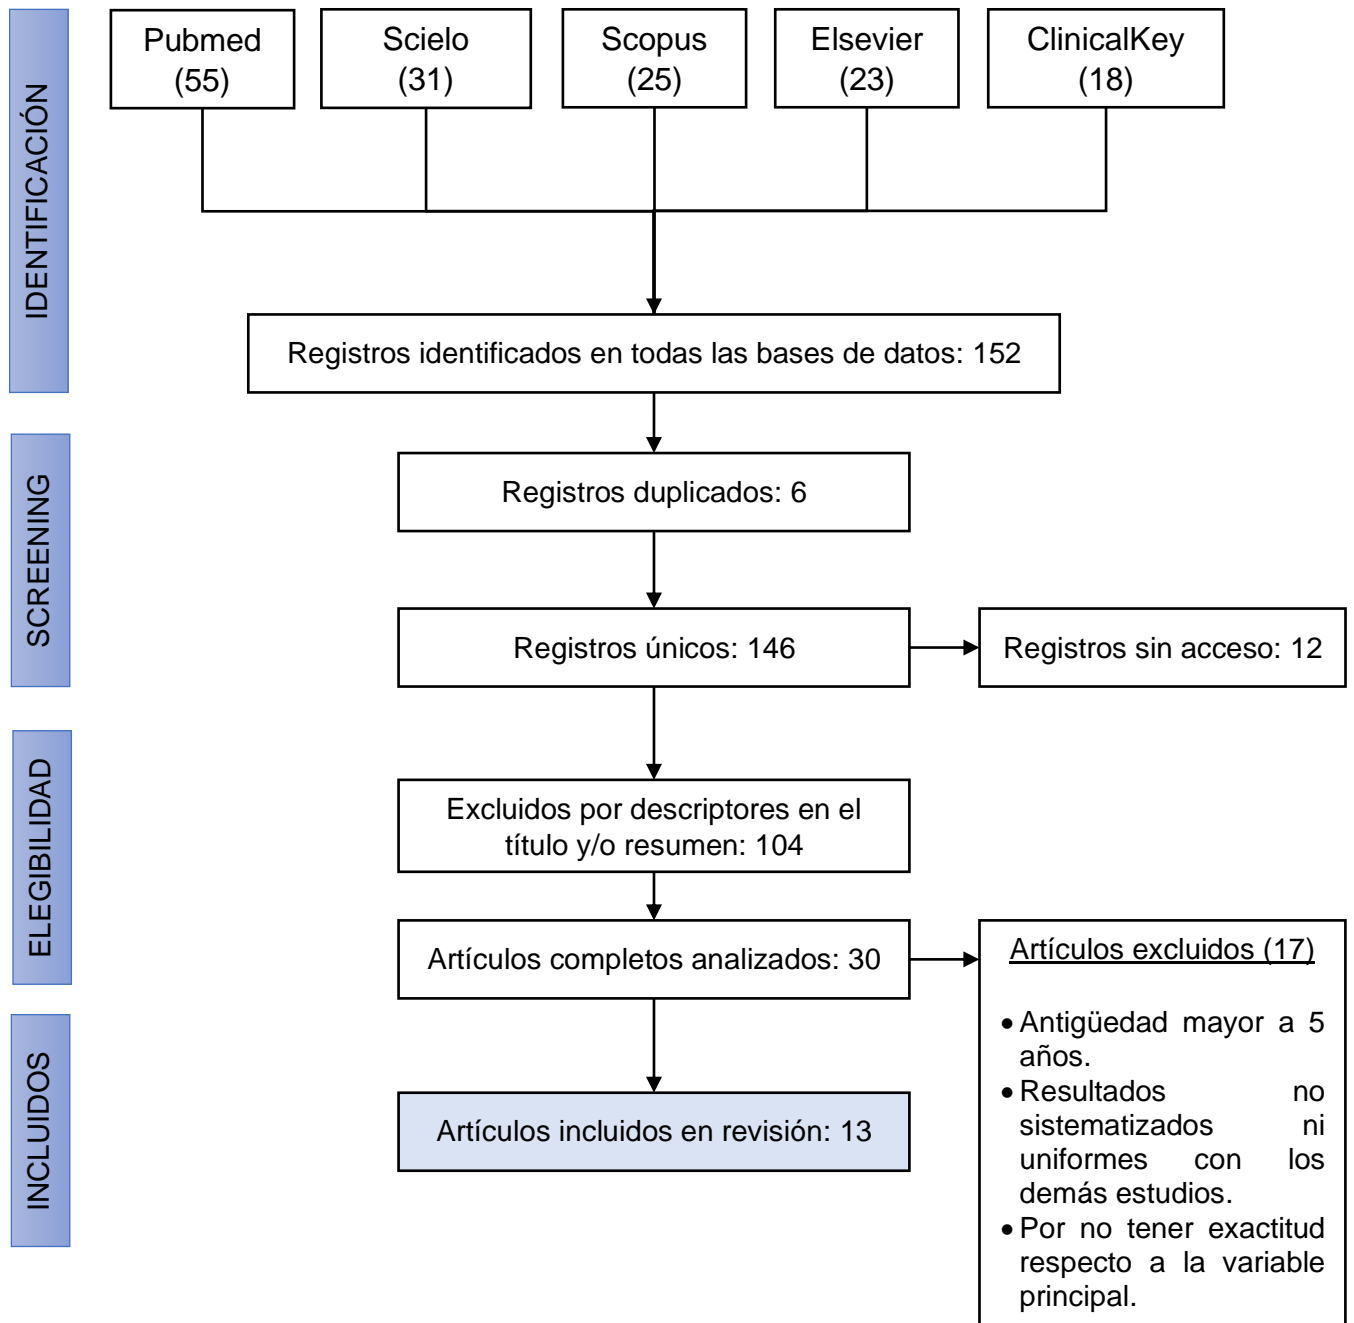 IDENTIFICACIÓN
Pubmed
(55)
Scielo
(31)
Scopus
(25)
Elsevier
(23)
ClinicalKey
(18)
Registros identificados en todas las bases de datos: 152
SCREENING
Registros duplicados: 6
Registros únicos: 146
Registros sin acceso: 12
ELEGIBILIDAD
Excluidos por descriptores en el
título y/o resumen: 104
Artículos completos analizados: 30
Artículos excluidos (17)
• Antigüedad mayor a 5
años.
• Resultados no
sistematizados ni
uniformes con los
demás estudios.
• Por no tener exactitud
respecto a la variable
principal.
INCLUIDOS
Artículos incluidos en revisión: 13